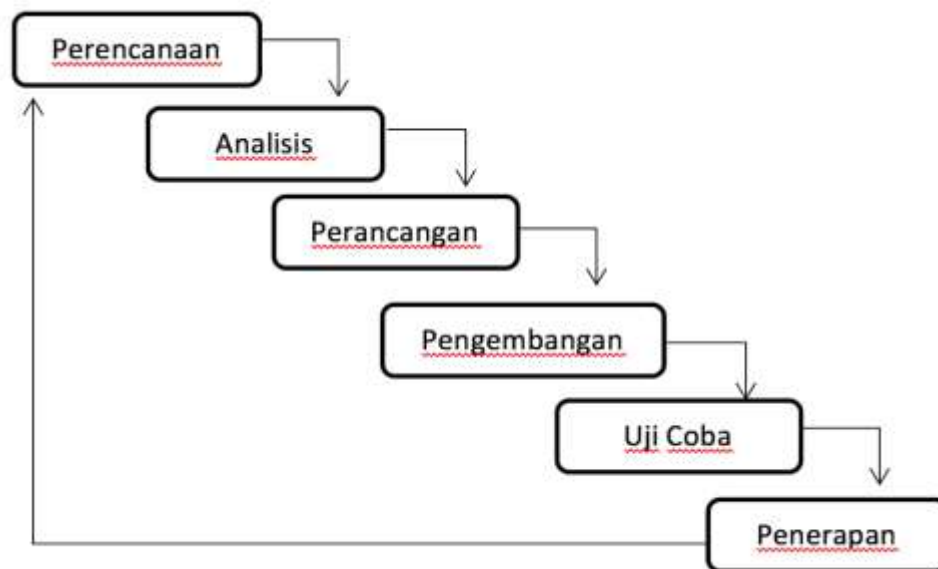 Perencanaan
Analisis
Perancangan
Pengembangan
Uji Coba
Penerapan